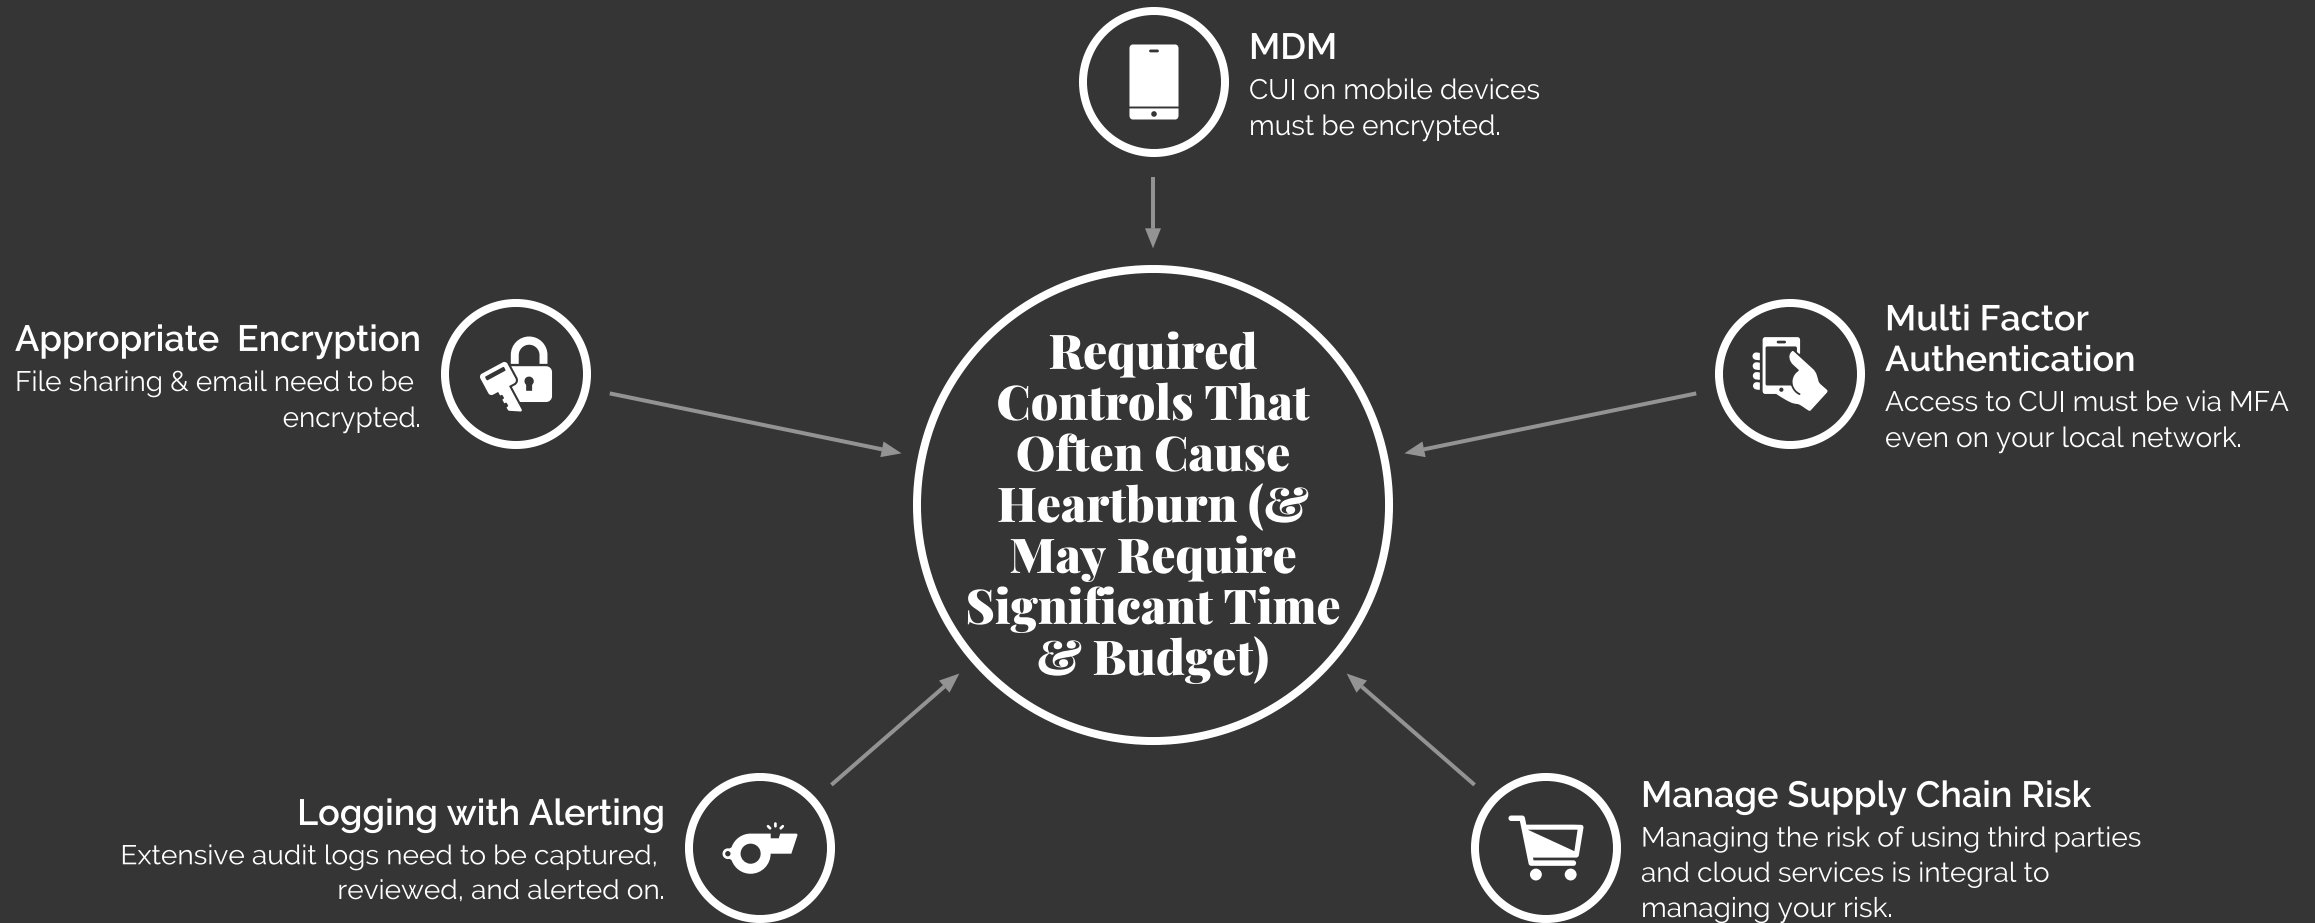 MDM
CUI on mobile devices
must be encrypted.
Appropriate  Encryption
File sharing & email need to be
encrypted.
Required
Controls That
Often Cause
Heartburn (&
May Require
Significant Time
& Budget)
Multi Factor
Authentication
Access to CUI must be via MFA
even on your local network.
Logging with Alerting
Extensive audit logs need to be captured,
reviewed, and alerted on.
Manage Supply Chain Risk
Managing the risk of using third parties
and cloud services is integral to
managing your risk.